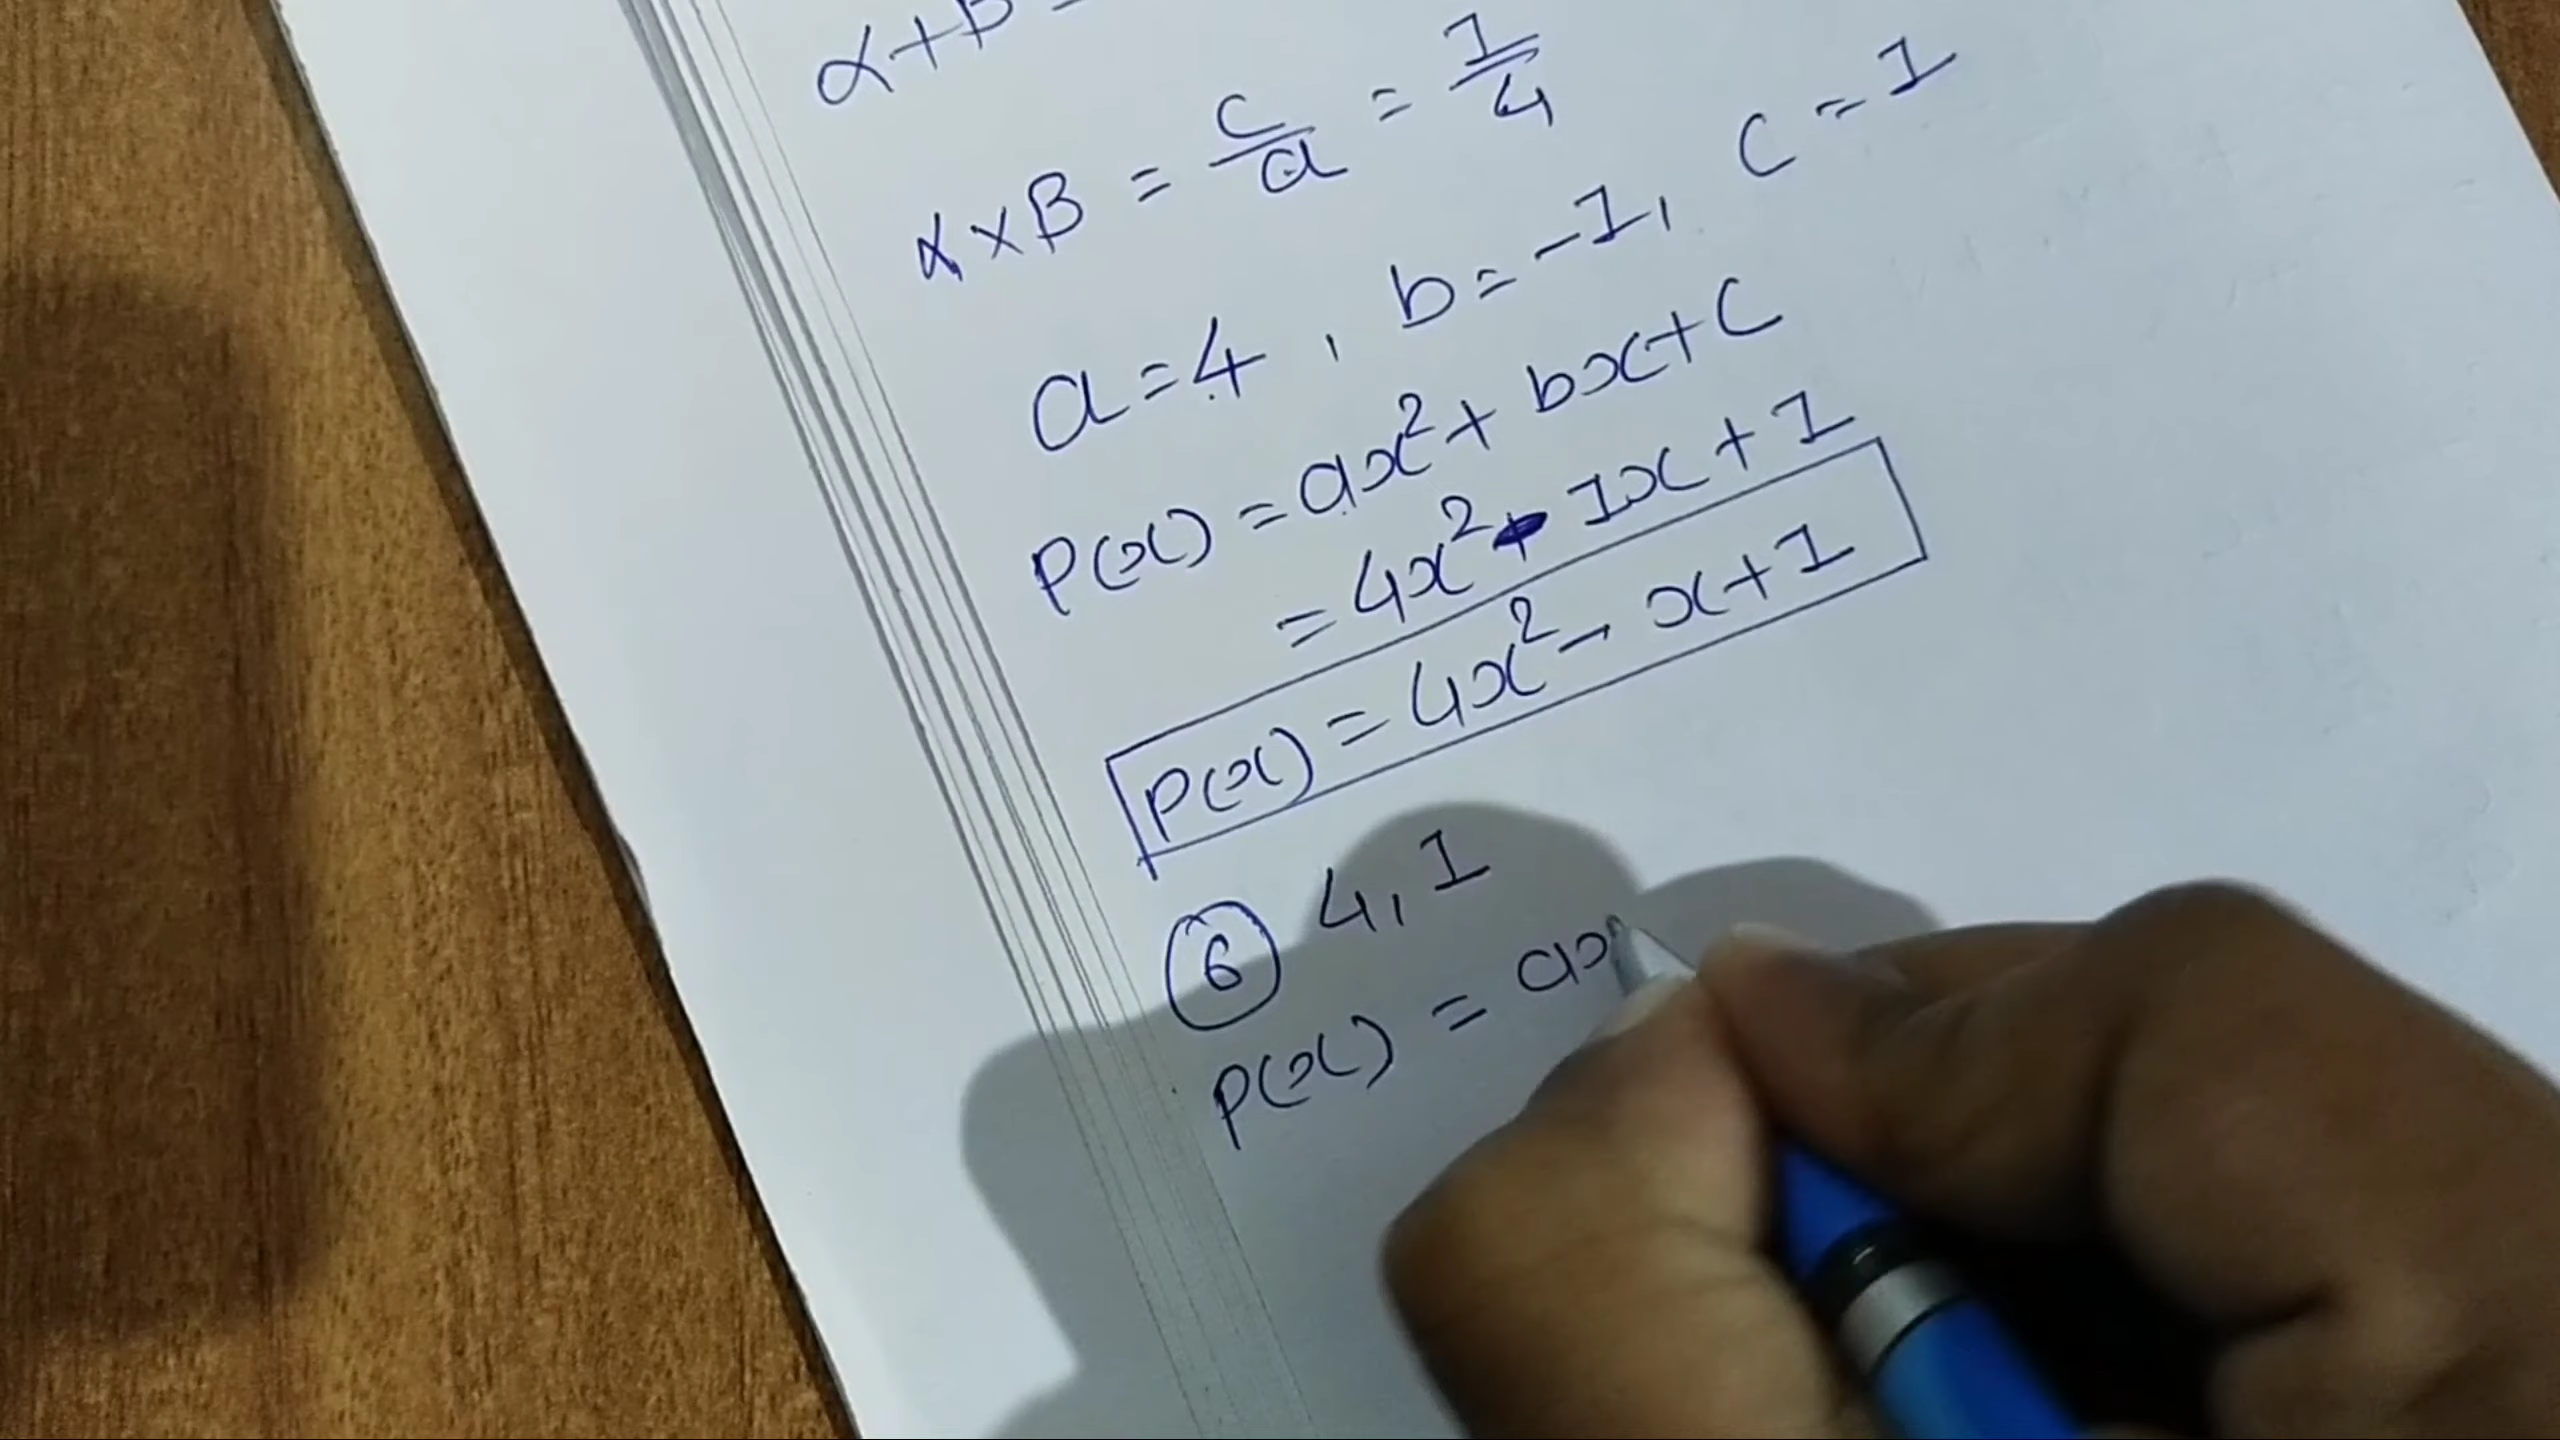 α+β =
α×β = c/a = 1/4
a=4, b=-1, c=1
P(x) = ax²+bx+c
= 4x² - 1x+1
P(x) = 4x² - x+1
⑥ 4, 1
P(x) = ax